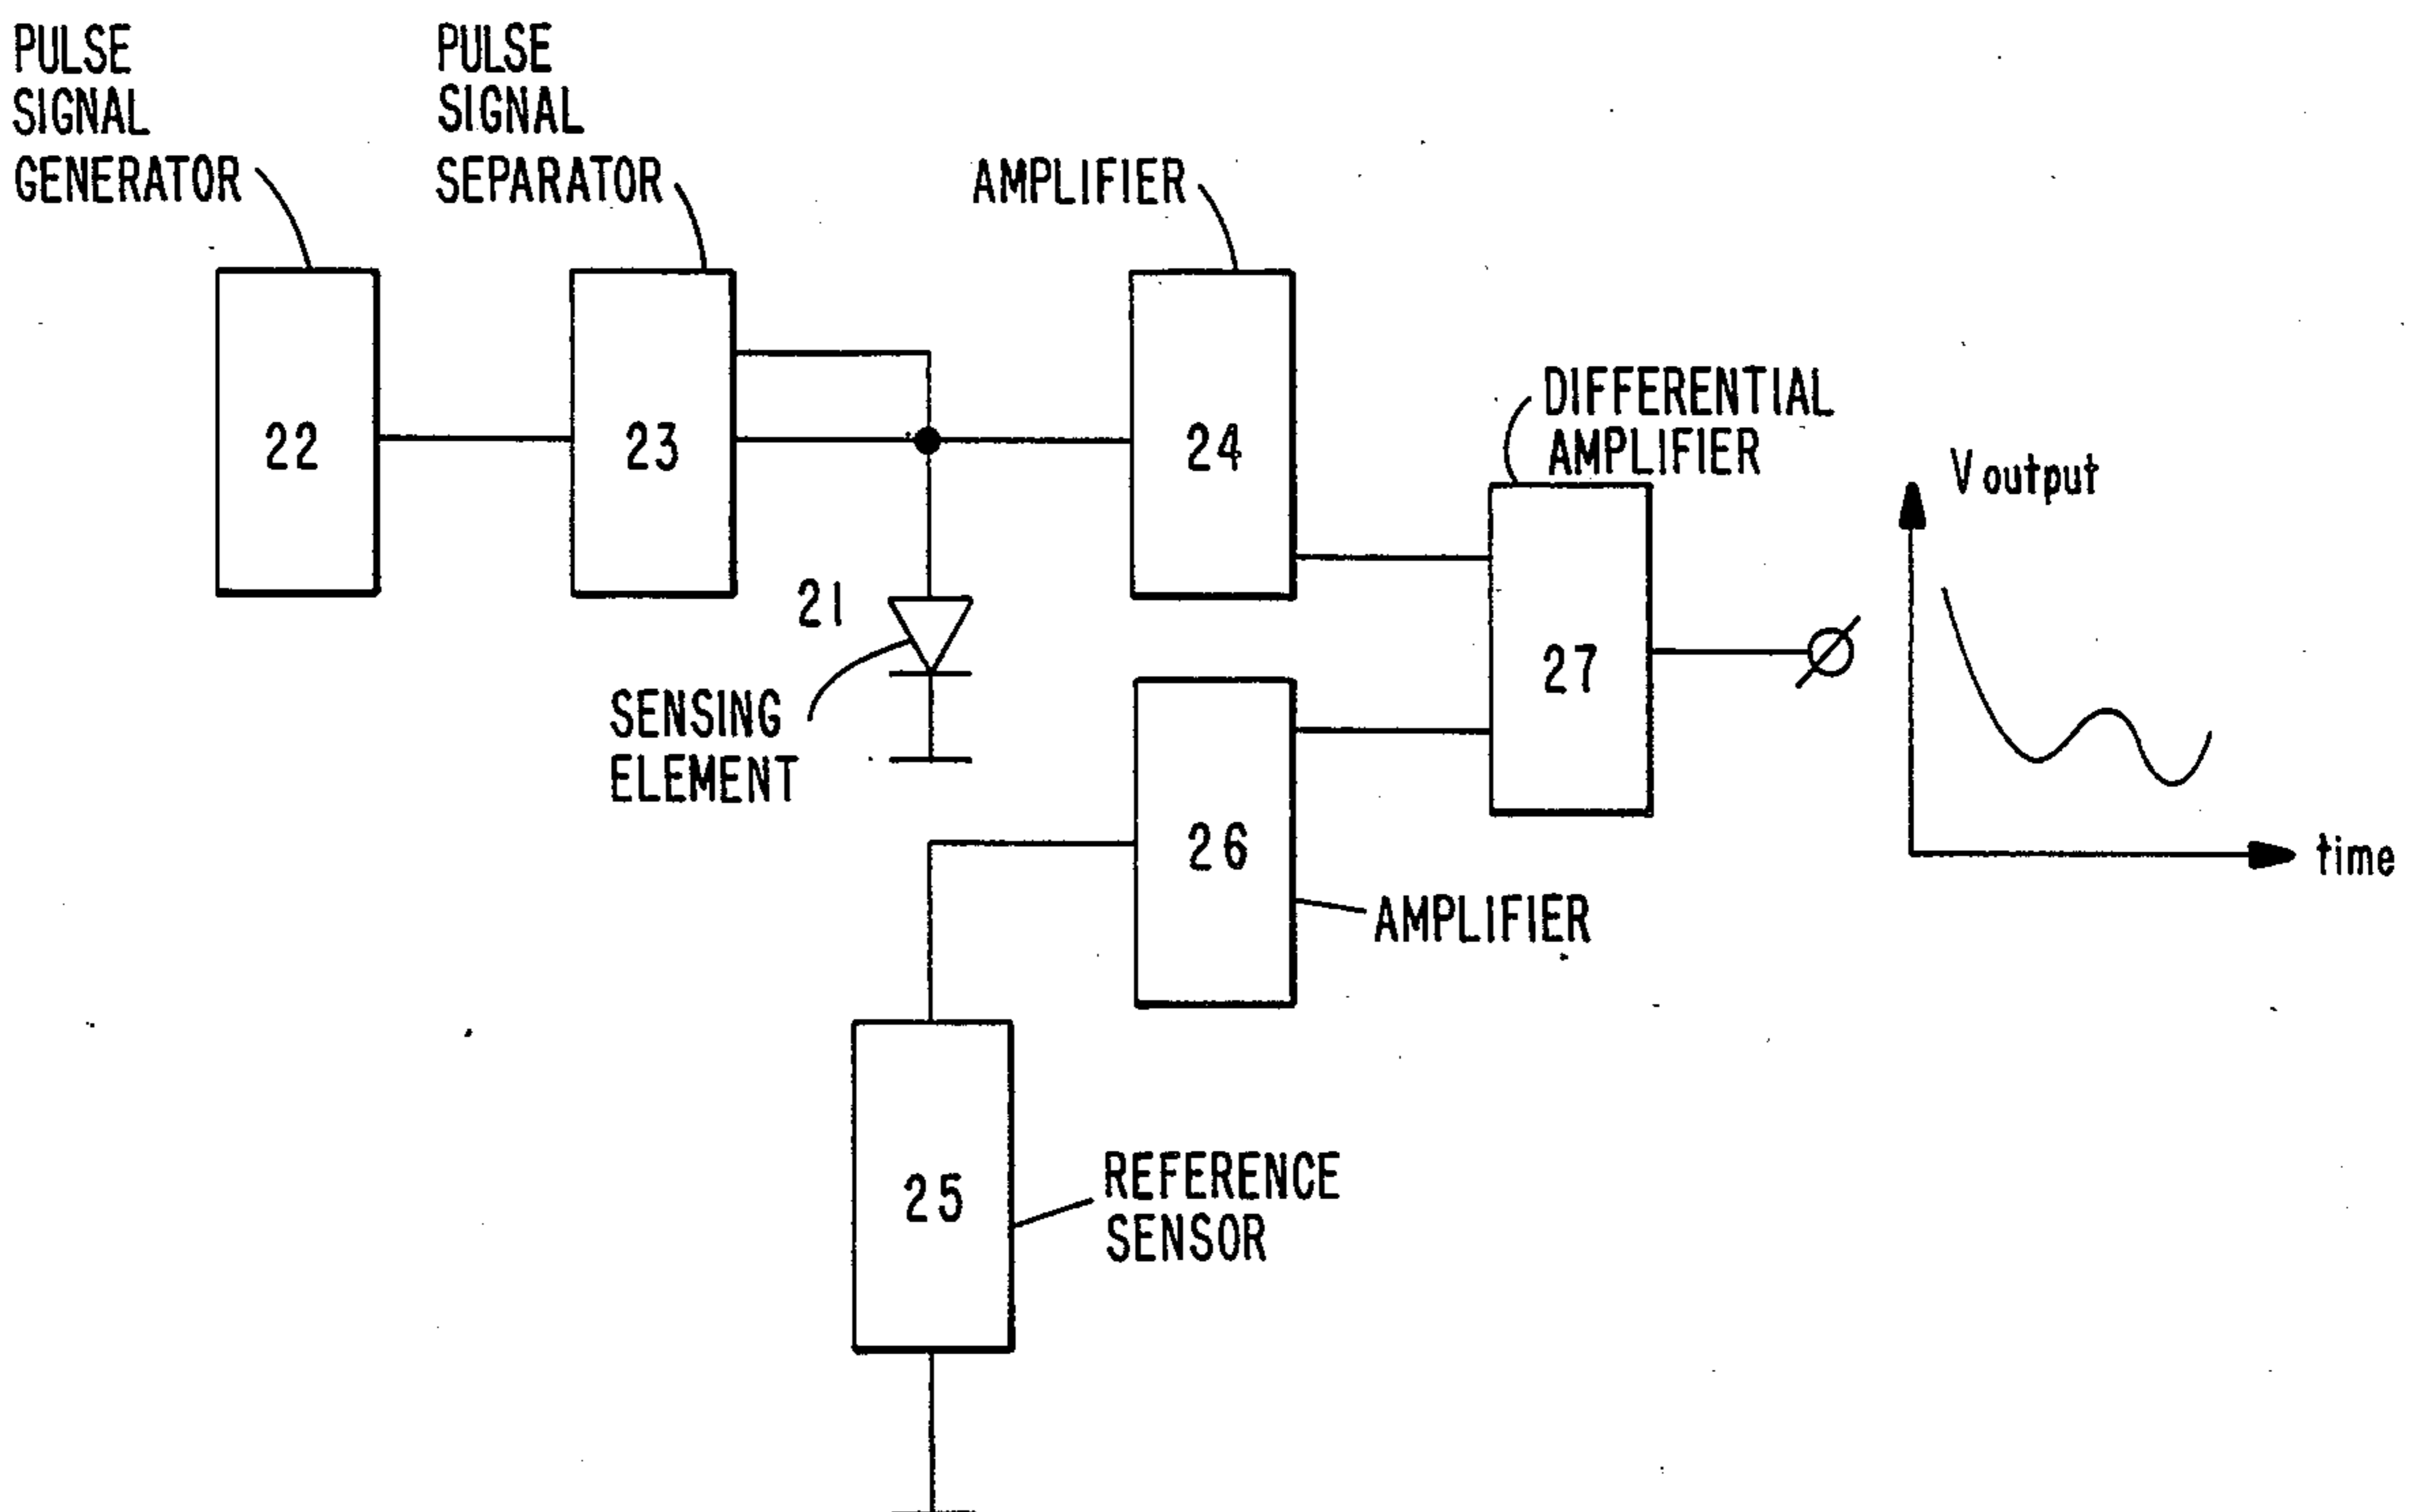 PULSE
SIGNAL
GENERATOR
PULSE
SIGNAL
SEPARATOR
AMPLIFIER
22
23
24
DIFFERENTIAL
AMPLIFIER
27
Voutput
time
21
SENSING
ELEMENT
26
AMPLIFIER
25
REFERENCE
SENSOR